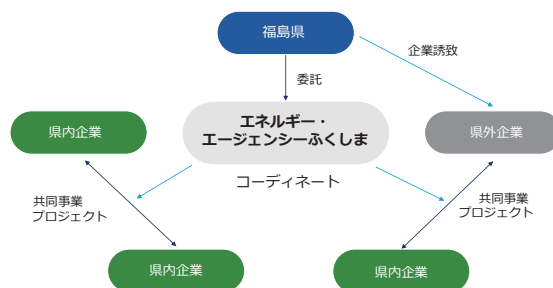 福島県
企業誘致
委託
エネルギー・
エージェンシーふくしま
県内企業
県外企業
コーディネート
共同事業
プロジェクト
共同事業
プロジェクト
県内企業
県内企業